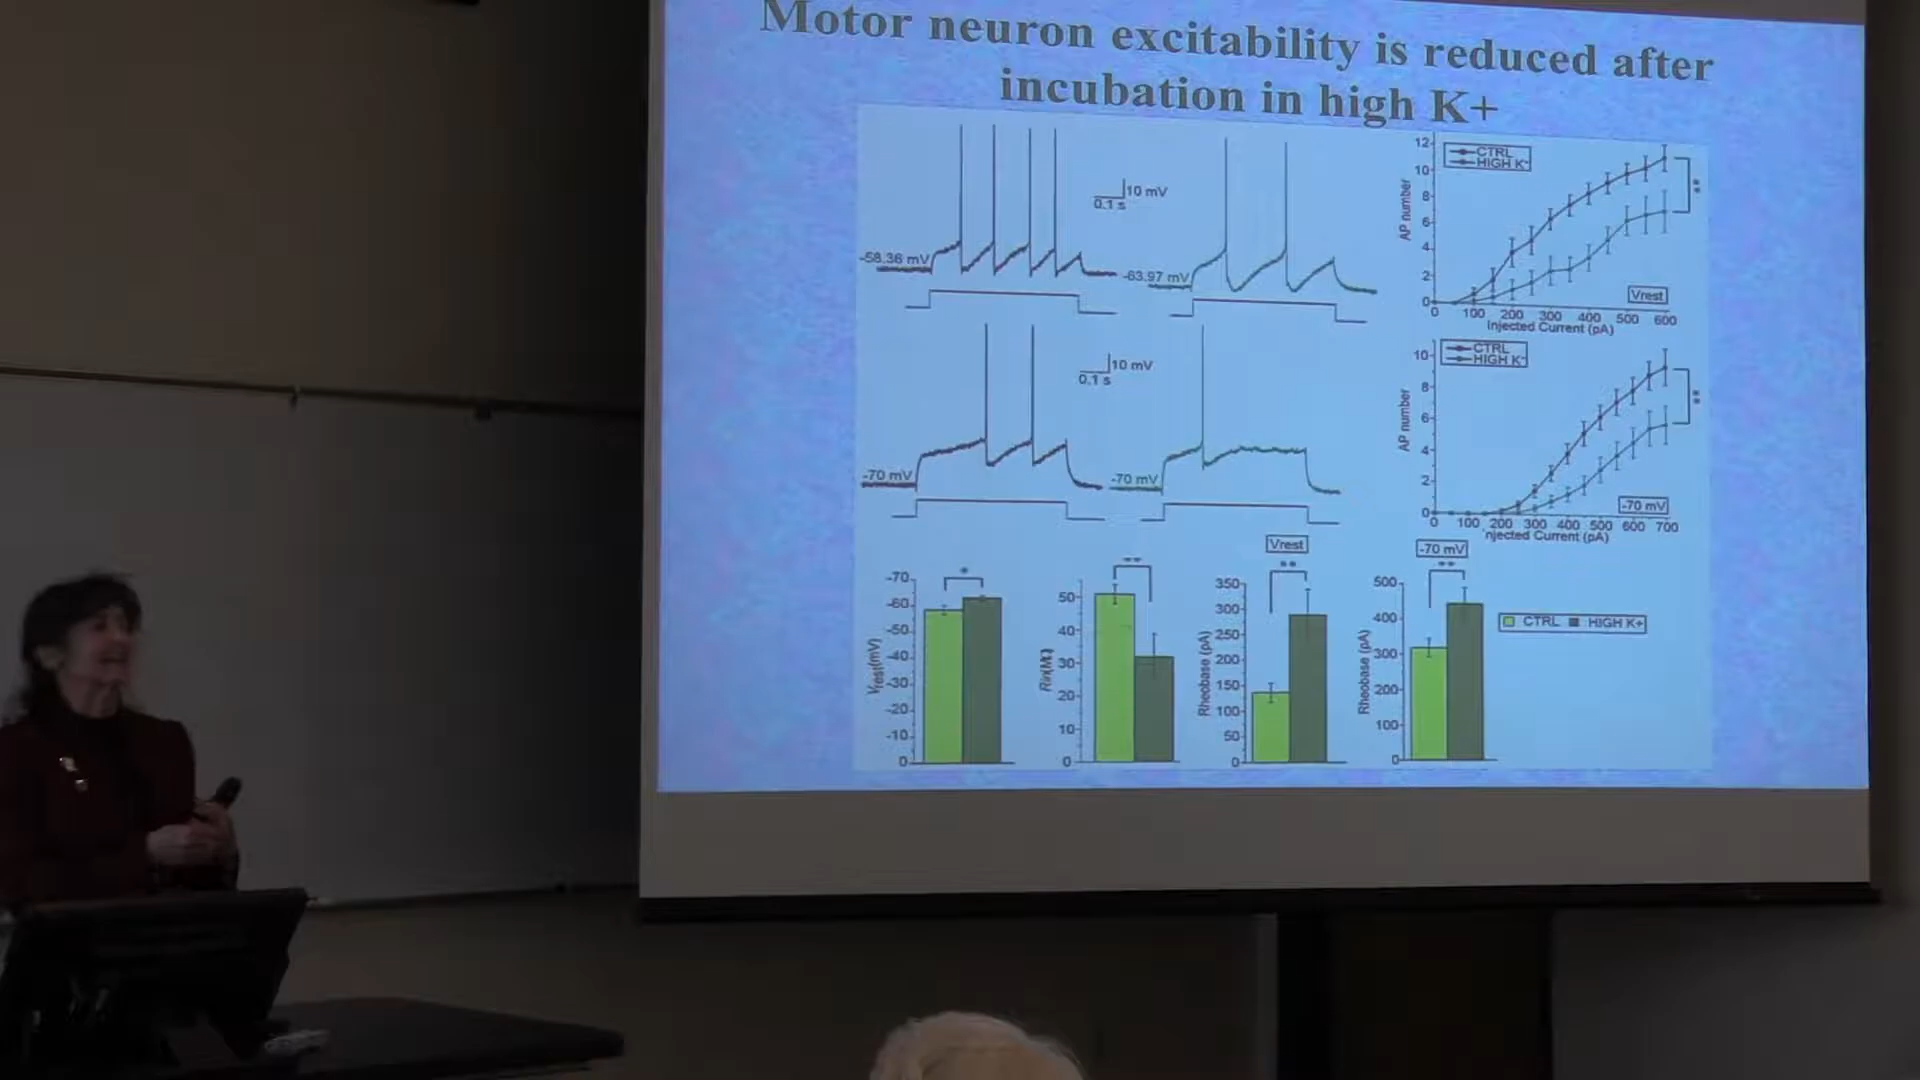 Motor neuron excitability is reduced after
incubation in high K+
10 mV
0.1 s
-58.36 mV
-63.97 mV
12
10
8
6
4
2
0
AP number
CTRL
HIGH K+
Vrest
0 100 200 300 400 500 600
Injected Current (pA)
10 mV
0.1 s
-70 mV
-70 mV
10
8
6
4
2
0
AP number
CTRL
HIGH K+
**
-70 mV
0 100 200 300 400 500 600 700
njected Current (pA)
-70
-60
-50
-40
-30
-20
-10
0
Vrest(mV)
*
50
40
30
20
10
0
**
Vrest
350
300
250
200
150
100
50
0
Rheobase (pA)
**
-70 mV
500
400
300
200
100
0
Rheobase (pA)
**
CTRL HIGH K+